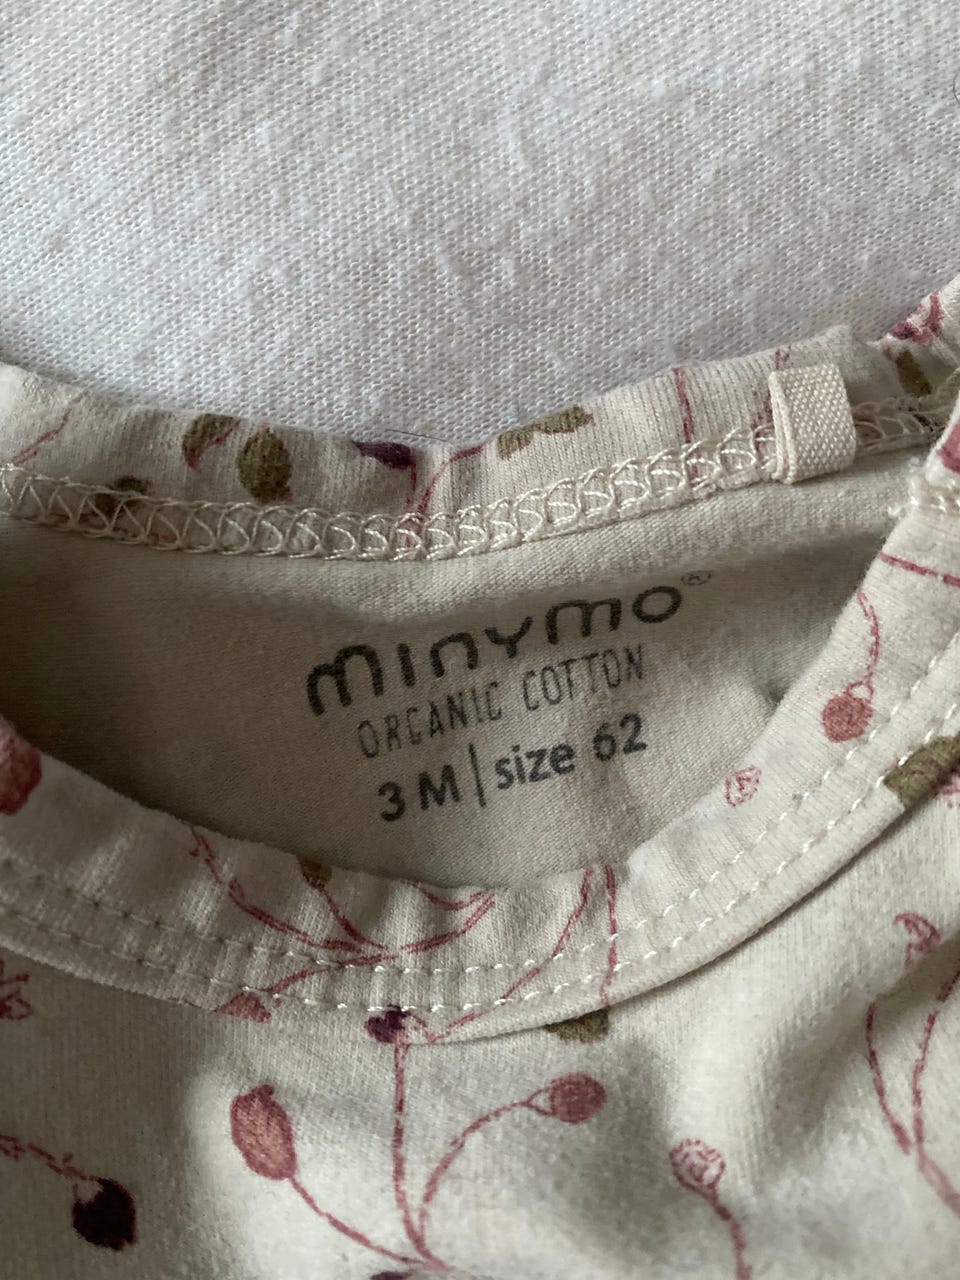 minymo®
ORGANIC COTTON
3 M | size 62